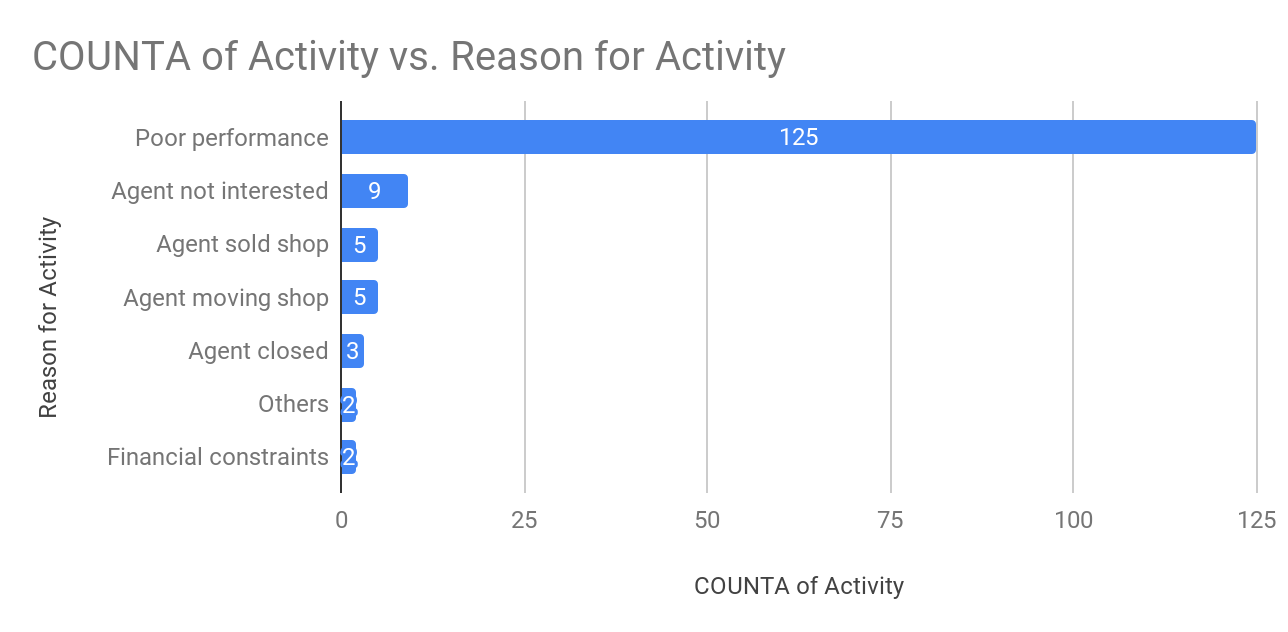 COUNTA of Activity vs. Reason for Activity
Reason for Activity
Poor performance 125
Agent not interested 9
Agent sold shop 5
Agent moving shop 5
Agent closed 3
Others 2
Financial constraints 2
0 25 50 75 100 125
COUNTA of Activity